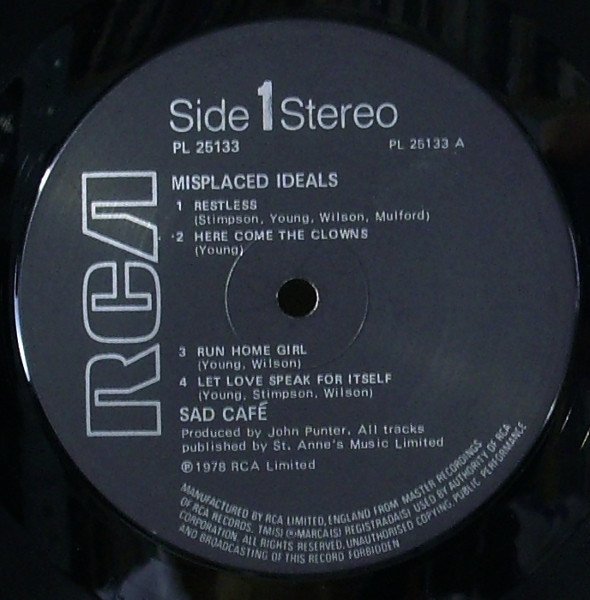 Side 1 Stereo
PL 25133
PL 25133 A
RCA
MISPLACED IDEALS
1 RESTLESS
(Stimpson, Young, Wilson, Mulford)
2 HERE COME THE CLOWNS
(Young)
3 RUN HOME GIRL
(Young, Wilson)
4 LET LOVE SPEAK FOR ITSELF
(Young, Stimpson, Wilson)
SAD CAFÉ
Produced by John Punter. All tracks
published by St. Anne's Music Limited
℗ 1978 RCA Limited
MANUFACTURED BY RCA LIMITED, ENGLAND FROM MASTER RECORDINGS
OF RCA RECORDS. TM(S) ® MARCA(S) REGISTRADA(S) USED BY AUTHORITY OF RCA
CORPORATION. ALL RIGHTS RESERVED. UNAUTHORISED COPYING, PUBLIC PERFORMANCE
AND BROADCASTING OF THIS RECORD FORBIDDEN